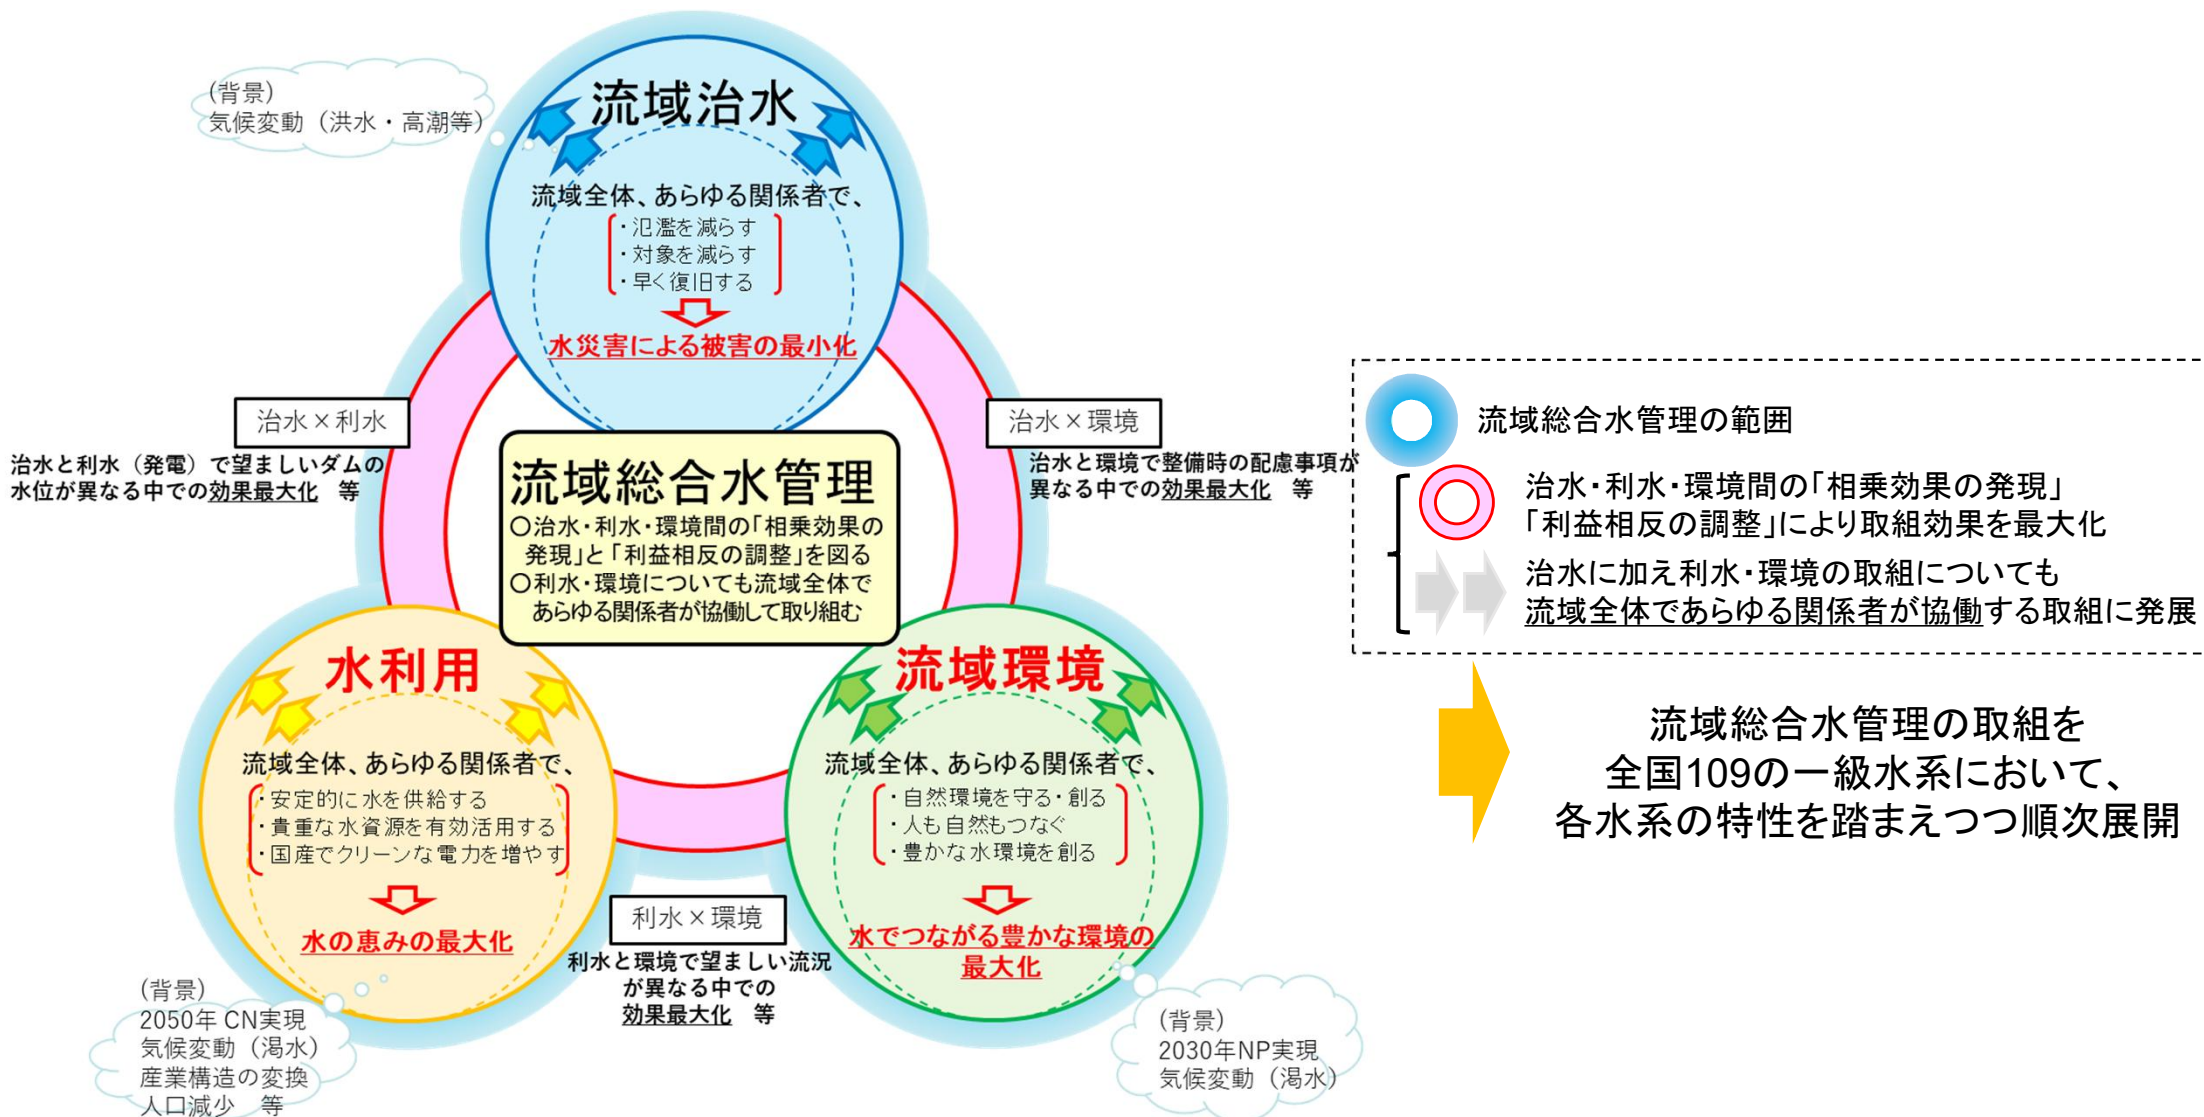 (背景)
気候変動（洪水・高潮等）
流域治水
流域全体、あらゆる関係者で、
・氾濫を減らす
・対象を減らす
・早く復旧する
水災害による被害の最小化
治水×利水
治水と利水（発電）で望ましいダムの
水位が異なる中での効果最大化　等
治水×環境
治水と環境で整備時の配慮事項が
異なる中での効果最大化　等
流域総合水管理
○治水・利水・環境間の「相乗効果の
発現」と「利益相反の調整」を図る
○利水・環境についても流域全体で
あらゆる関係者が協働して取り組む
水利用
流域全体、あらゆる関係者で、
・安定的に水を供給する
・貴重な水資源を有効活用する
・国産でクリーンな電力を増やす
水の恵みの最大化
(背景)
2050年 CN実現
気候変動（渇水）
産業構造の変換
人口減少　等
利水×環境
利水と環境で望ましい流況
が異なる中での
効果最大化　等
流域環境
流域全体、あらゆる関係者で、
・自然環境を守る・創る
・人も自然もつなぐ
・豊かな水環境を創る
水でつながる豊かな環境の
最大化
(背景)
2030年NP実現
気候変動（渇水）
流域総合水管理の範囲
治水・利水・環境間の「相乗効果の発現」
「利益相反の調整」により取組効果を最大化
治水に加え利水・環境の取組についても
流域全体であらゆる関係者が協働する取組に発展
流域総合水管理の取組を
全国109の一級水系において、
各水系の特性を踏まえつつ順次展開